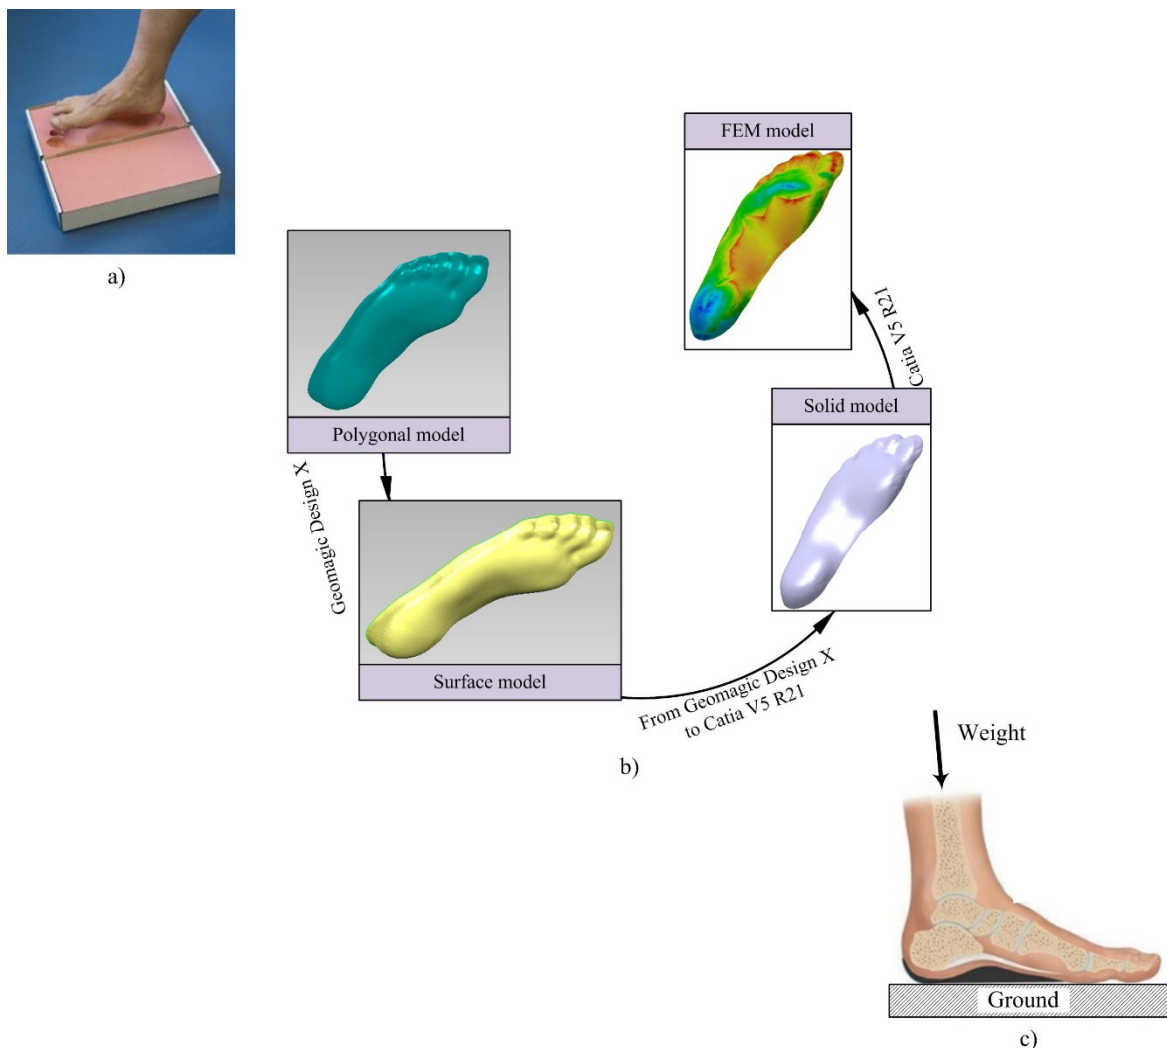 a)
FEM model
Catia V5 R21
Polygonal model
Geomagic Design X
Solid model
Surface model
From Geomagic Design X
to Catia V5 R21
b)
Weight
Ground
c)